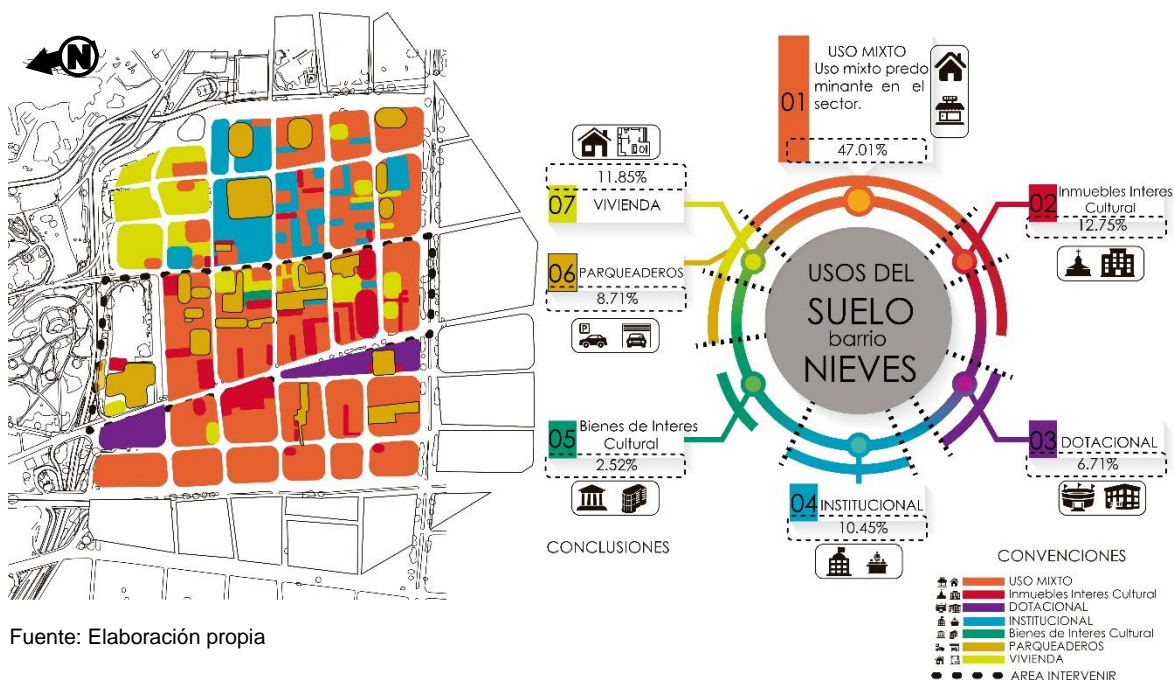 N
01
USO MIXTO
Uso mixto predo
minante en el
sector.
47.01%
02
Inmuebles Interes
Cultural
12.75%
03
DOTACIONAL
6.71%
04
INSTITUCIONAL
10.45%
05
Bienes de Interes
Cultural
2.52%
06
PARQUEADEROS
8.71%
P
11.85%
07
VIVIENDA
USOS DEL
SUELO
barrio
NIEVES
CONCLUSIONES
CONVENCIONES
USO MIXTO
Inmuebles Interes Cultural
DOTACIONAL
INSTITUCIONAL
Bienes de Interes Cultural
PARQUEADEROS
VIVIENDA
AREA INTERVENIR
Fuente: Elaboración propia